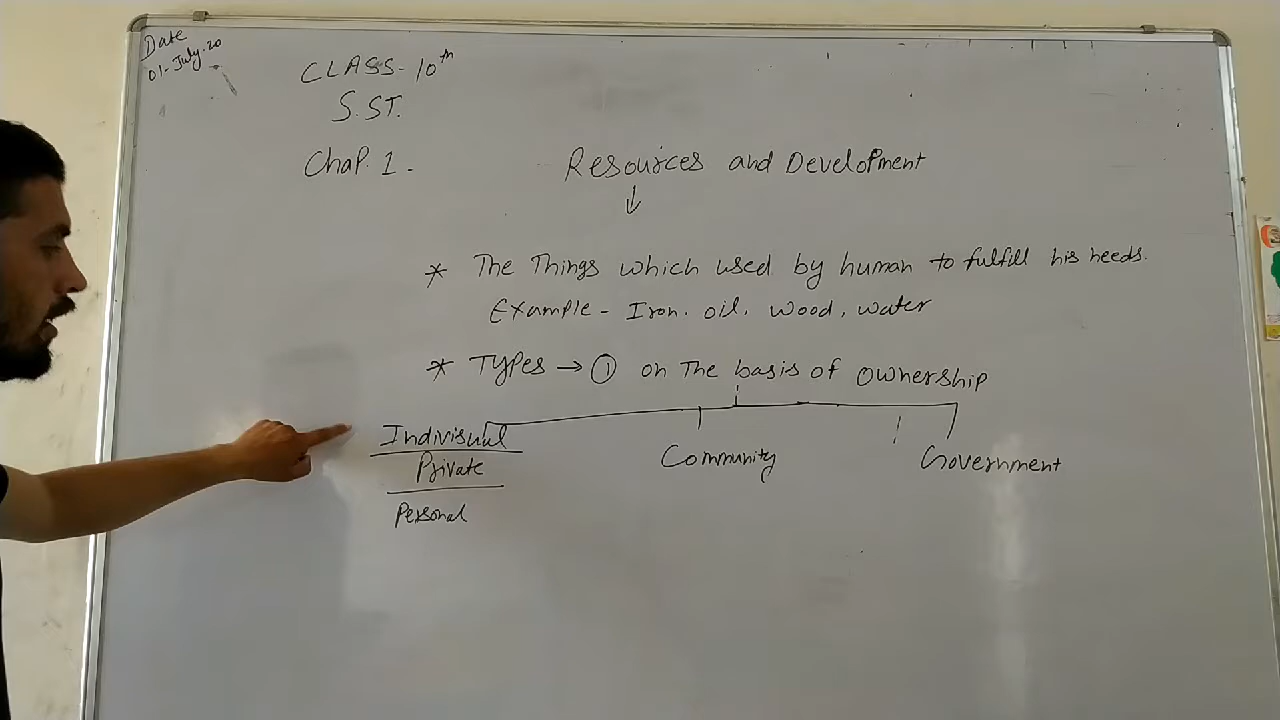 Date
01-July-20
CLASS- 10th
S.ST.
Chap. 1. Resources and Development
↓
* The Things which used by human to fulfill his needs.
Example - Iron. oil, wood, water
* Types → ① on The basis of ownership
Indivisual Community Government
Private
Personal